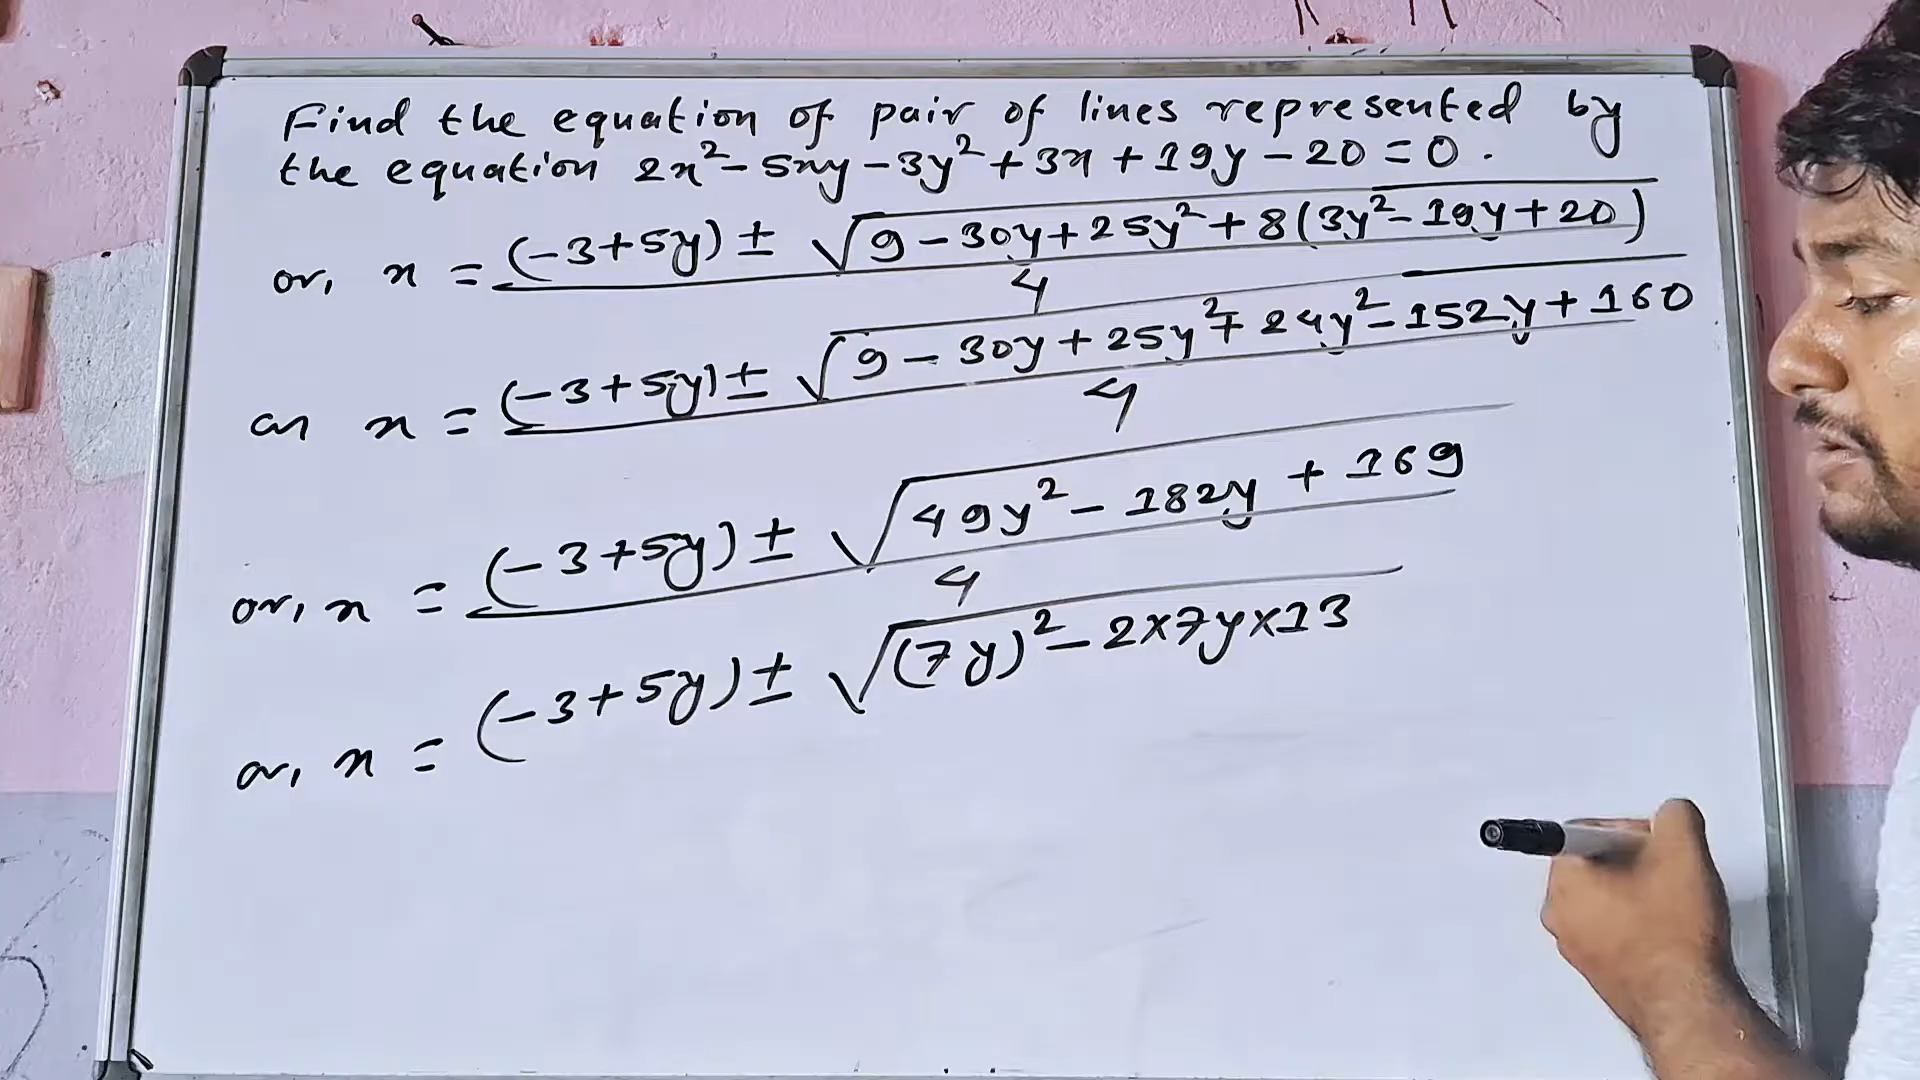 Find the equation of pair of lines represented by
the equation 2x² - 5xy - 3y² + 3x + 19y - 20 = 0.
or, x = ((-3+5y) ± √(9 - 30y + 25y² + 8(3y² - 19y + 20)))/4
or x = ((-3+5y) ± √(9 - 30y + 25y² + 24y² - 152y + 160))/4
or, x = ((-3+5y) ± √(49y² - 182y + 169))/4
or, x = (-3+5y) ± √((7y)² - 2×7y×13